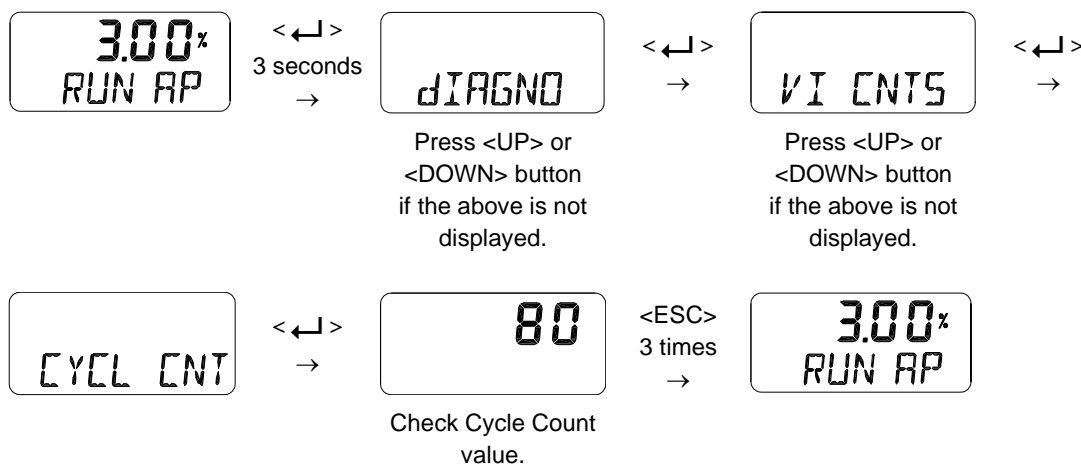 3.00%
RUN AP
< ↵ >
3 seconds
→
dIAGNO
Press <UP> or
<DOWN> button
if the above is not
displayed.
< ↵ >
→
VI CNTS
Press <UP> or
<DOWN> button
if the above is not
displayed.
< ↵ >
→
CYCL CNT
< ↵ >
→
80
Check Cycle Count
value.
<ESC>
3 times
→
3.00%
RUN AP